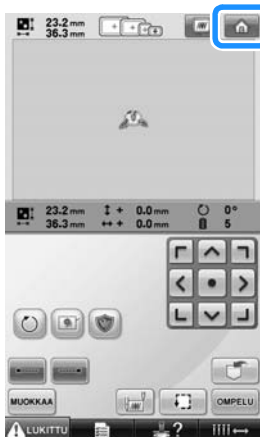 23.2 mm
36.3 mm
23.2 mm ↕ + 0.0 mm 0°
36.3 mm ↔ + 0.0 mm 5
MUOKKAA OMPELU
LUKITTU ?